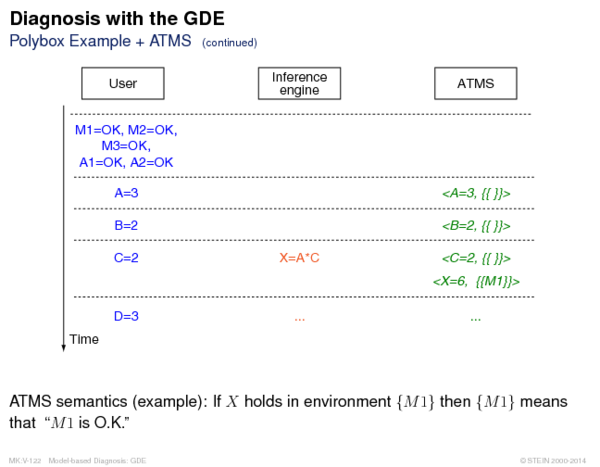 Diagnosis with the GDE
Polybox Example + ATMS (continued)
User
Inference
engine
ATMS
M1=OK, M2=OK,
M3=OK,
A1=OK, A2=OK
A=3
<A=3, {{ }}>
B=2
<B=2, {{ }}>
C=2
X=A*C
<C=2, {{ }}>
<X=6, {{M1}}>
D=3
...
...
Time
ATMS semantics (example): If X holds in environment {M1} then {M1} means
that “M1 is O.K.”
MK:V-122 Model-based Diagnosis: GDE
© STEIN 2000-2014